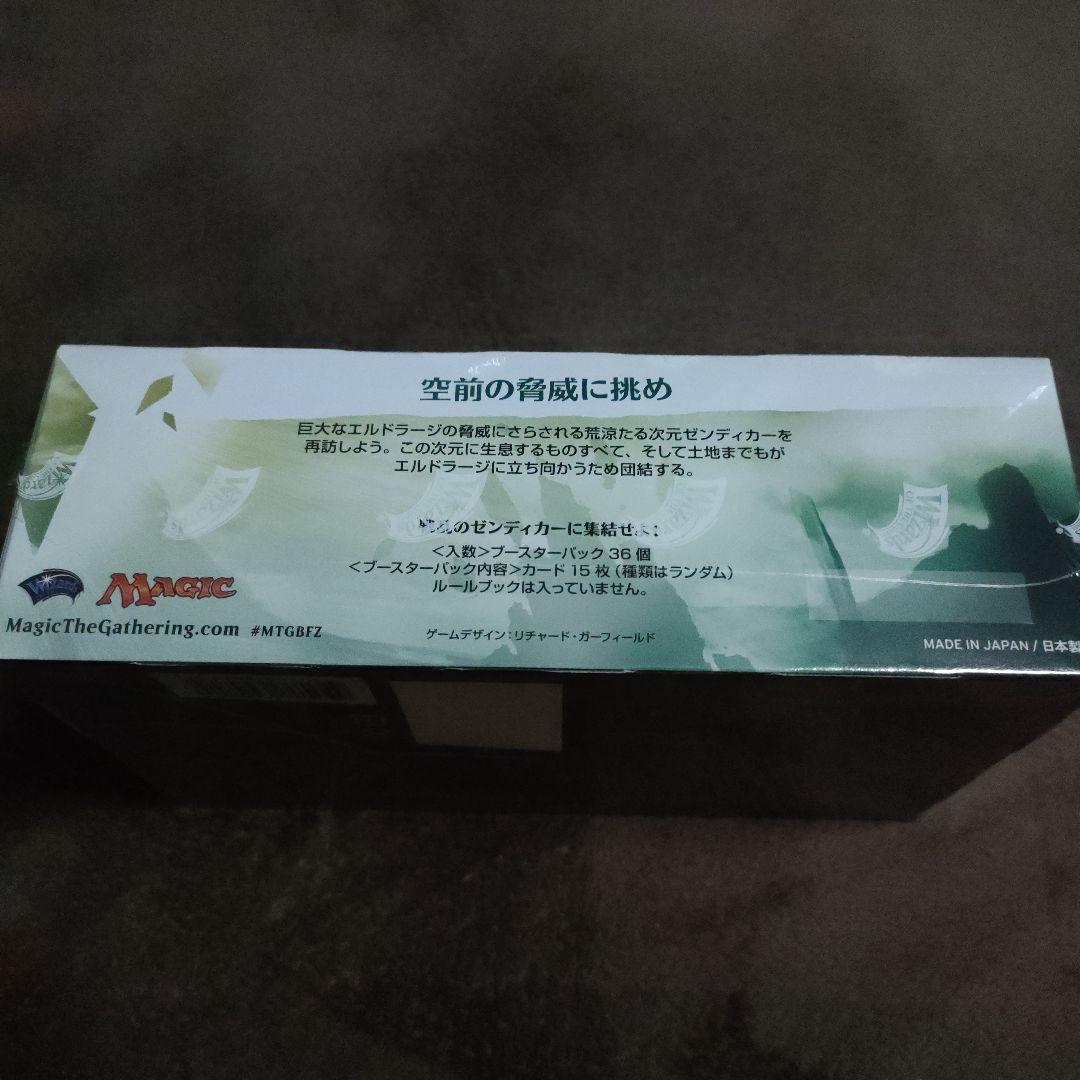 空前の脅威に挑め
巨大なエルドラージの脅威にさらされる荒涼たる次元ゼンディカーを
再訪しよう。この次元に生息するものすべて、そして土地までもが
エルドラージに立ち向かうため団結する。
戦乱のゼンディカーに集結せよ!
<入数>ブースターパック 36 個
<ブースターパック内容>カード 15 枚(種類はランダム)
ルールブックは入っていません。
Wizards MAGIC
MagicTheGathering.com #MTGBFZ
ゲームデザイン:リチャード・ガーフィールド
MADE IN JAPAN / 日本製